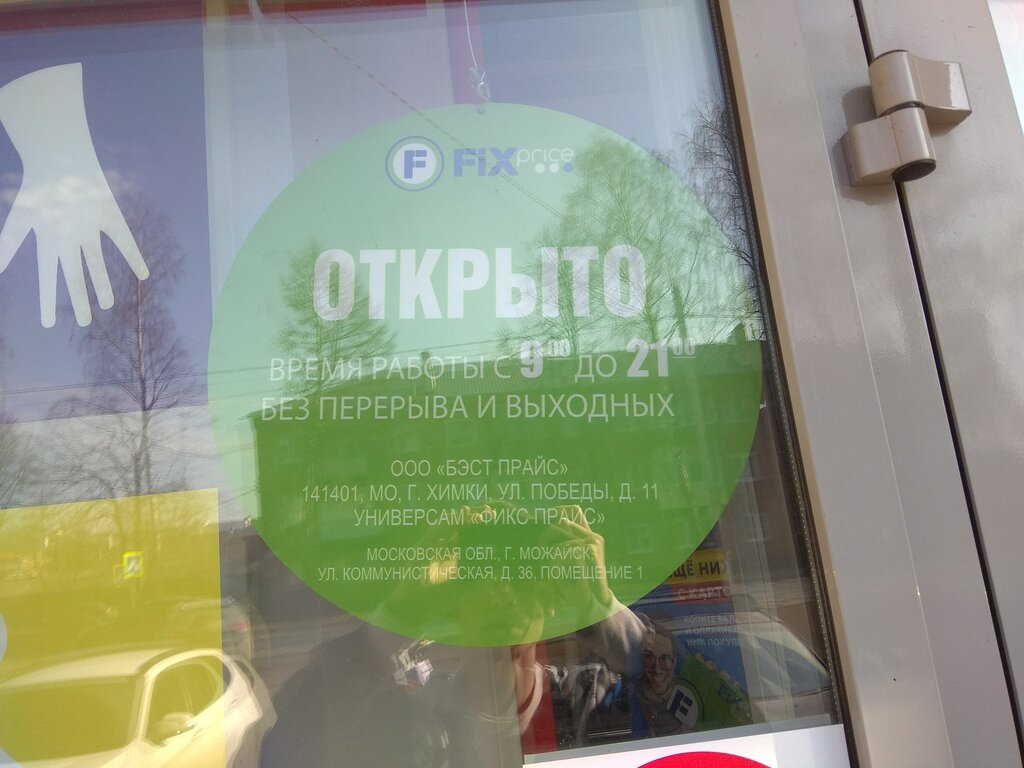 F FIX price
ОТКРЫТО
ВРЕМЯ РАБОТЫ С 9⁰⁰ ДО 21⁰⁰
БЕЗ ПЕРЕРЫВА И ВЫХОДНЫХ
ООО «БЭСТ ПРАЙС»
141401, МО, Г. ХИМКИ, УЛ. ПОБЕДЫ, Д. 11
УНИВЕРСАМ «ФИКС ПРАЙС»
МОСКОВСКАЯ ОБЛ., Г. МОЖАЙСК
УЛ. КОММУНИСТИЧЕСКАЯ, Д. 36, ПОМЕЩЕНИЕ 1
F FIX